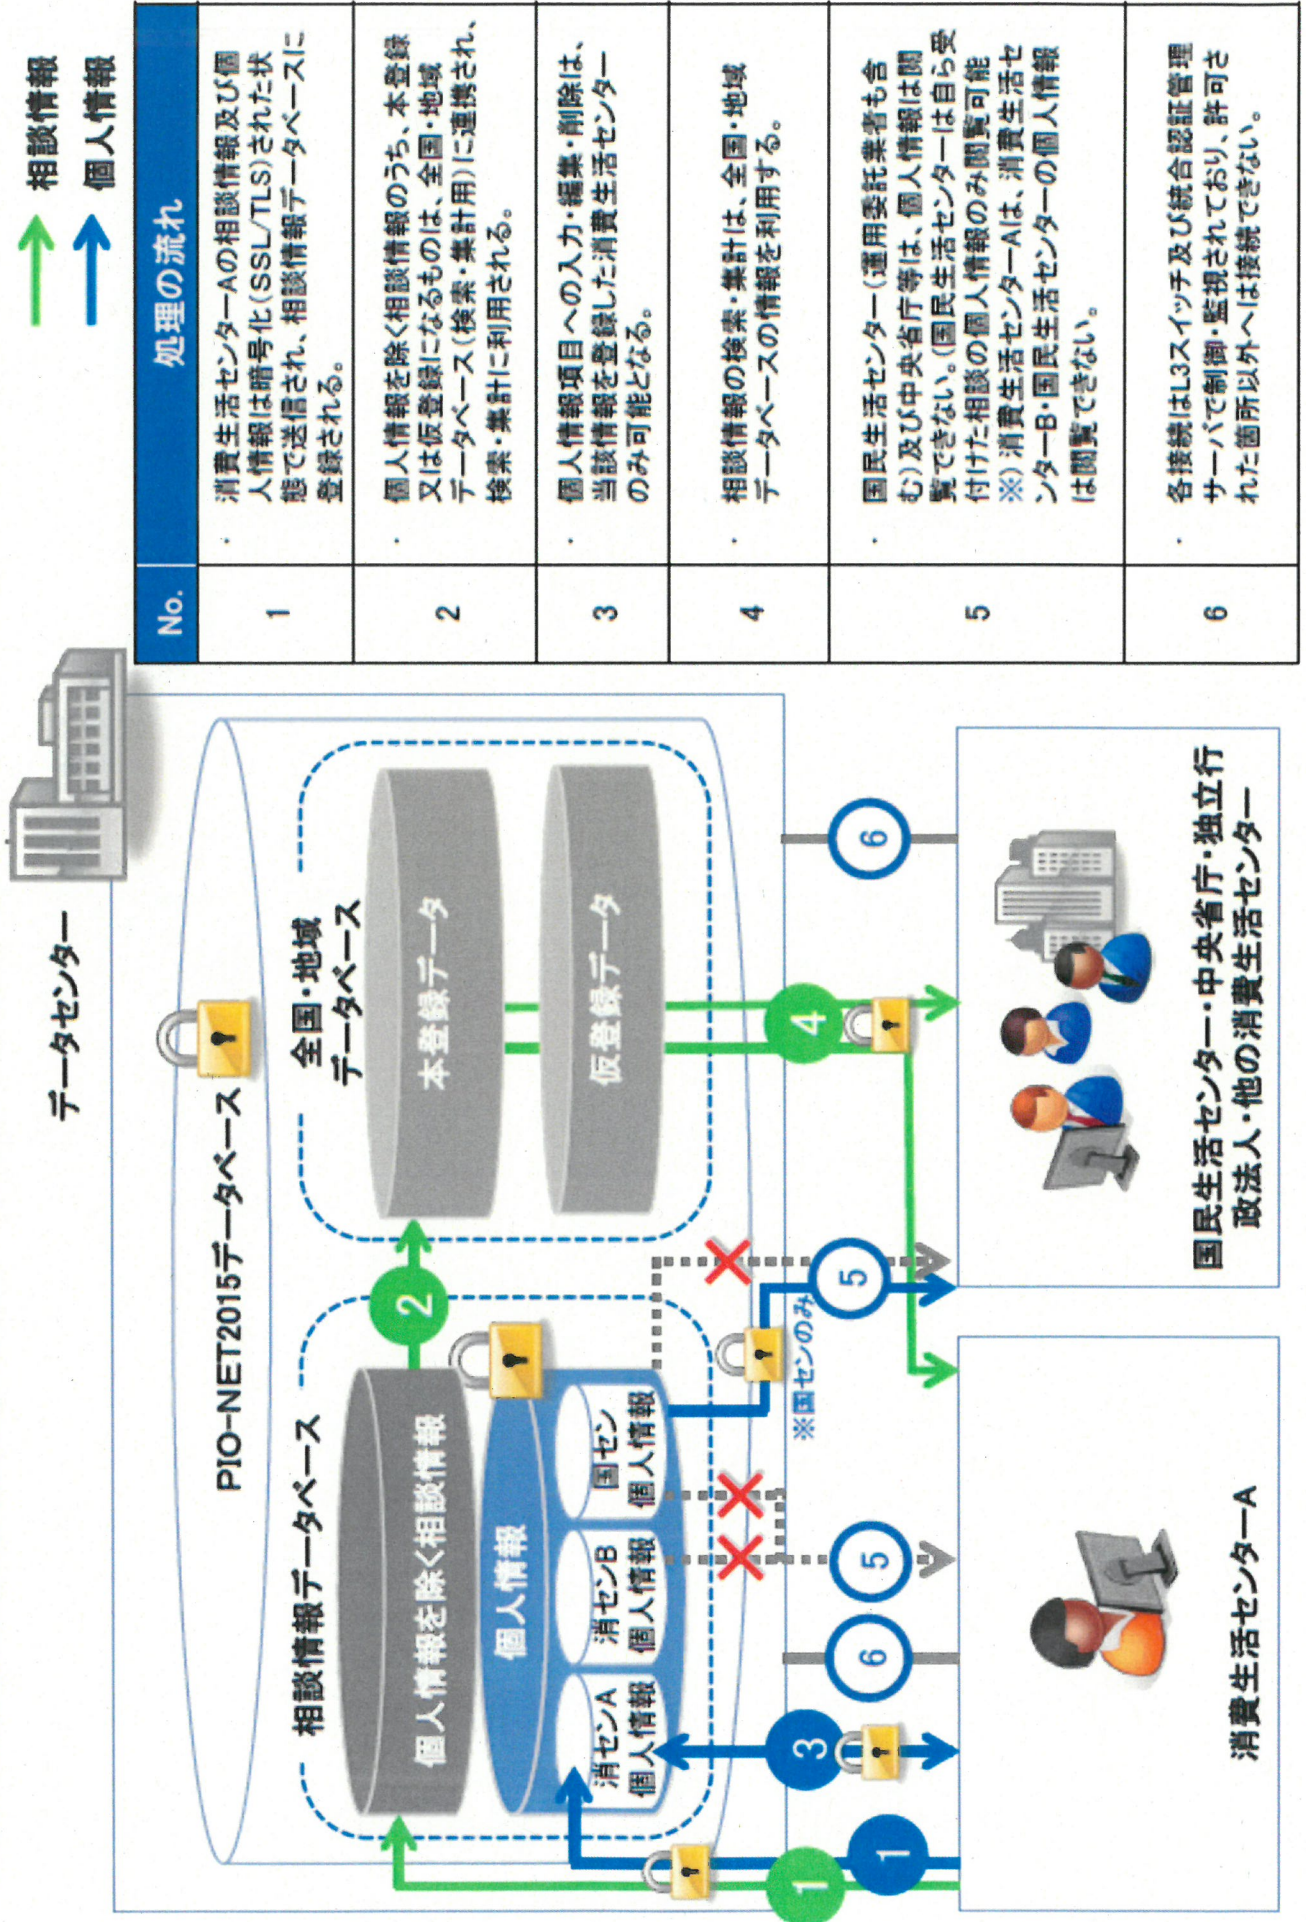 データセンター
PIO-NET2015データベース
相談情報データベース
個人情報を除く相談情報
個人情報
消センA
個人情報
消センB
個人情報
国セン
個人情報
全国・地域
データベース
本登録データ
仮登録データ
1
1
2
3
4
5
5
6
6
※国センのみ
消費生活センターA
国民生活センター・中央省庁・独立行
政法人・他の消費生活センター
相談情報
個人情報
No.
処理の流れ
1
・ 消費生活センターAの相談情報及び個
人情報は暗号化(SSL/TLS)された状
態で送信され、相談情報データベースに
登録される。
2
・ 個人情報を除く相談情報のうち、本登録
又は仮登録になるものは、全国・地域
データベース(検索・集計用)に連携され、
検索・集計に利用される。
3
・ 個人情報項目への入力・編集・削除は、
当該情報を登録した消費生活センター
のみ可能となる。
4
・ 相談情報の検索・集計は、全国・地域
データベースの情報を利用する。
5
・ 国民生活センター(運用委託業者も含
む)及び中央省庁等は、個人情報は閲
覧できない。(国民生活センターは自ら受
付けた相談の個人情報のみ閲覧可能
※)消費生活センターAは、消費生活セ
ンターB・国民生活センターの個人情報
は閲覧できない。
6
・ 各接続はL3スイッチ及び統合認証管理
サーバで制御・監視されており、許可さ
れた箇所以外へは接続できない。